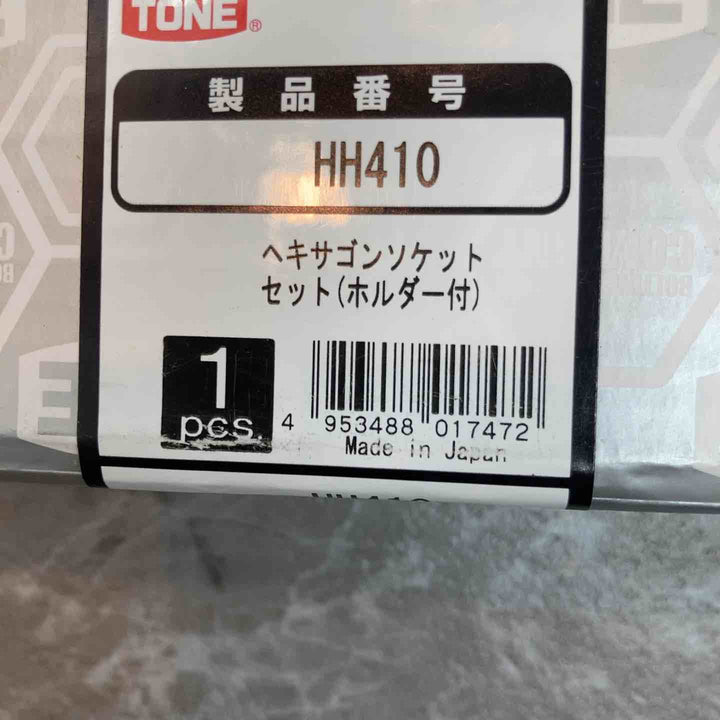 TONE®
製品番号
HH410
ヘキサゴンソケット
セット(ホルダー付)
1
pcs.
4 953488 017472
Made in Japan